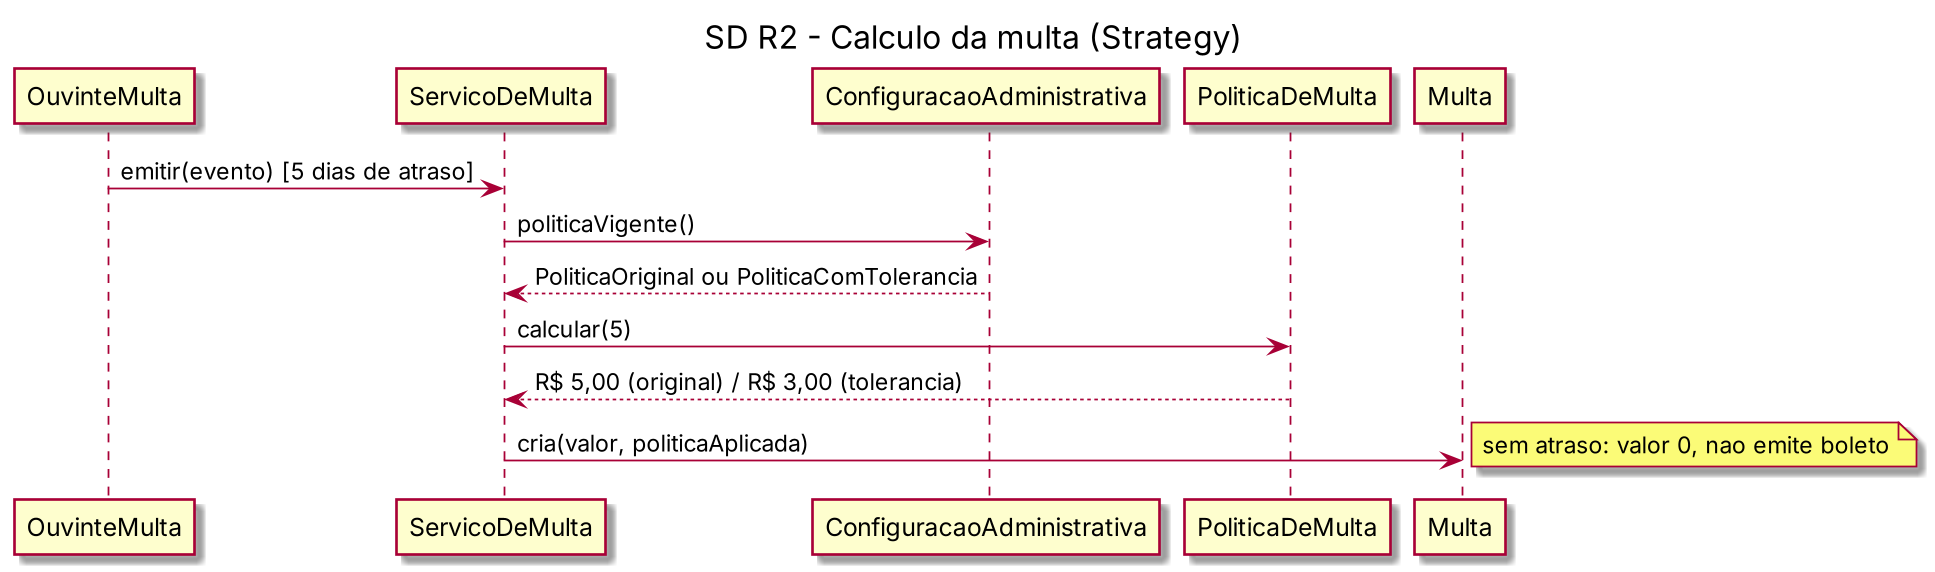 SD R2 - Calculo da multa (Strategy)
OuvinteMulta
ServicoDeMulta
ConfiguracaoAdministrativa
PoliticaDeMulta
Multa
emitir(evento) [5 dias de atraso]
politicaVigente()
PoliticaOriginal ou PoliticaComTolerancia
calcular(5)
R$ 5,00 (original) / R$ 3,00 (tolerancia)
cria(valor, politicaAplicada)
sem atraso: valor 0, nao emite boleto
OuvinteMulta
ServicoDeMulta
ConfiguracaoAdministrativa
PoliticaDeMulta
Multa